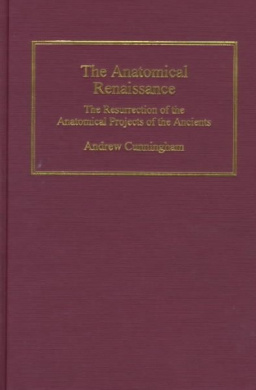 The Anatomical
Renaissance
The Resurrection of the
Anatomical Projects of the Ancients
Andrew Cunningham